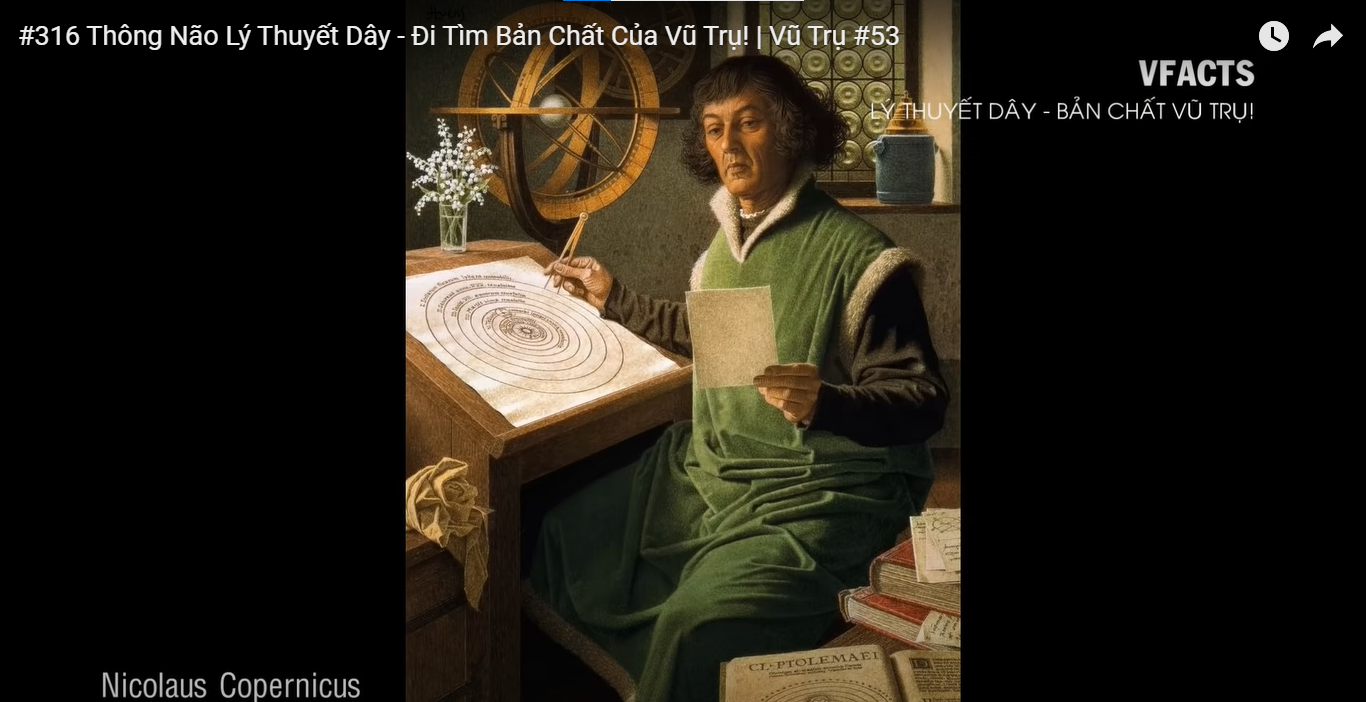 #316 Thông Não Lý Thuyết Dây - Đi Tìm Bản Chất Của Vũ Trụ! | Vũ Trụ #53
VFACTS
LÝ THUYẾT DÂY - BẢN CHẤT VŨ TRỤ!
CL·PTOLEMAEI
Nicolaus Copernicus